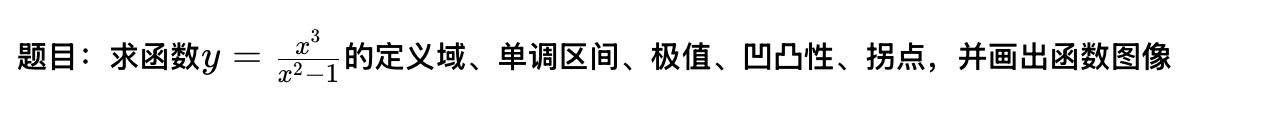 题目：求函数$y = \frac{x^3}{x^2-1}$的定义域、单调区间、极值、凹凸性、拐点，并画出函数图像